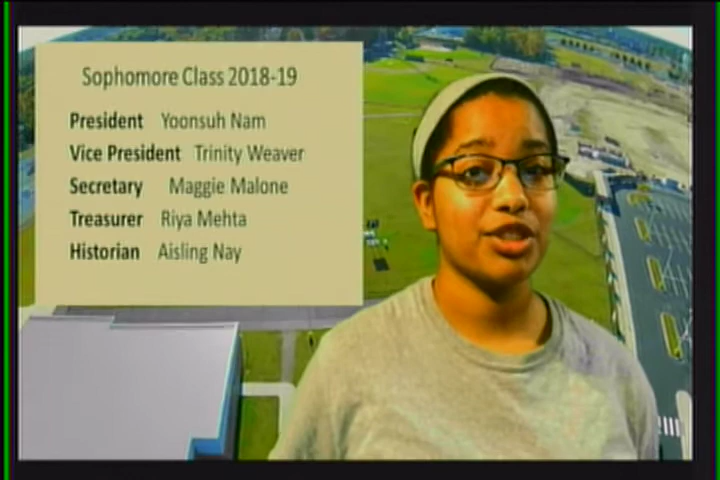 Sophomore Class 2018-19
President Yoonsuh Nam
Vice President Trinity Weaver
Secretary Maggie Malone
Treasurer Riya Mehta
Historian Aisling Nay